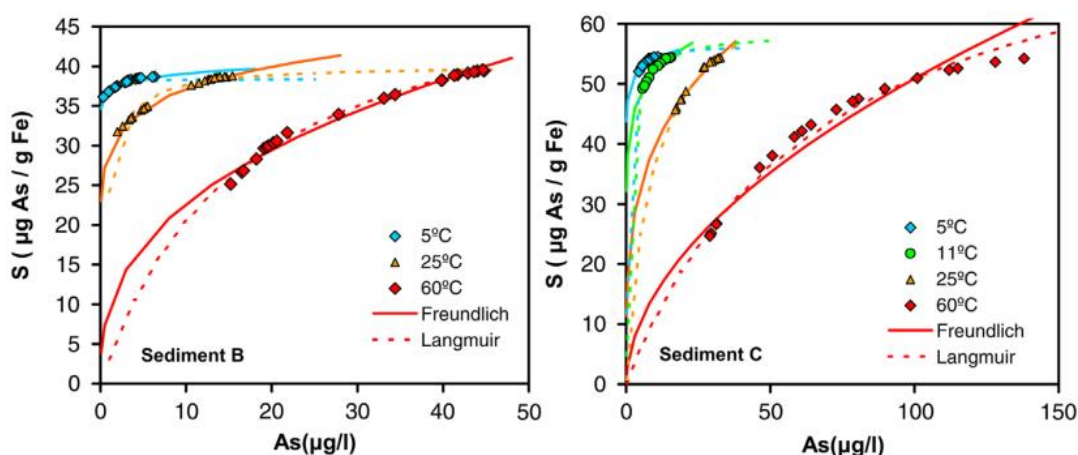 45
40
35
30
25
20
15
10
5
0
S ( µg As / g Fe)
5ºC
25ºC
60ºC
Freundlich
Langmuir
Sediment B
0 10 20 30 40 50
As(µg/l)
60
50
40
30
20
10
0
S ( µg As / g Fe)
5ºC
11ºC
25ºC
60ºC
Freundlich
Langmuir
Sediment C
0 50 100 150
As(µg/l)